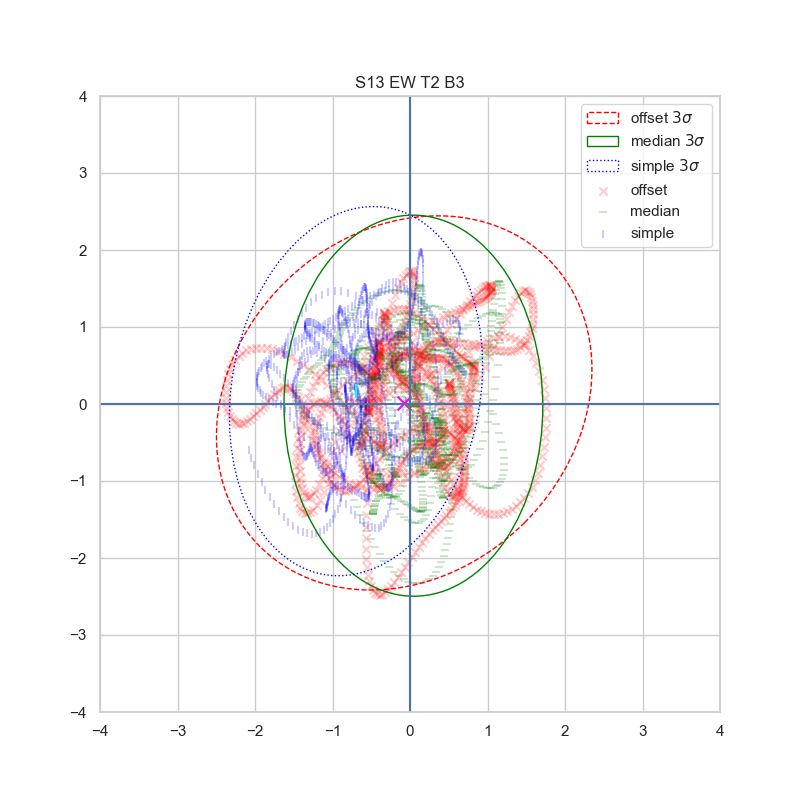 S13 EW T2 B3
offset 3σ
median 3σ
simple 3σ
offset
median
simple
4
3
2
1
0
−1
−2
−3
−4
−4 −3 −2 −1 0 1 2 3 4